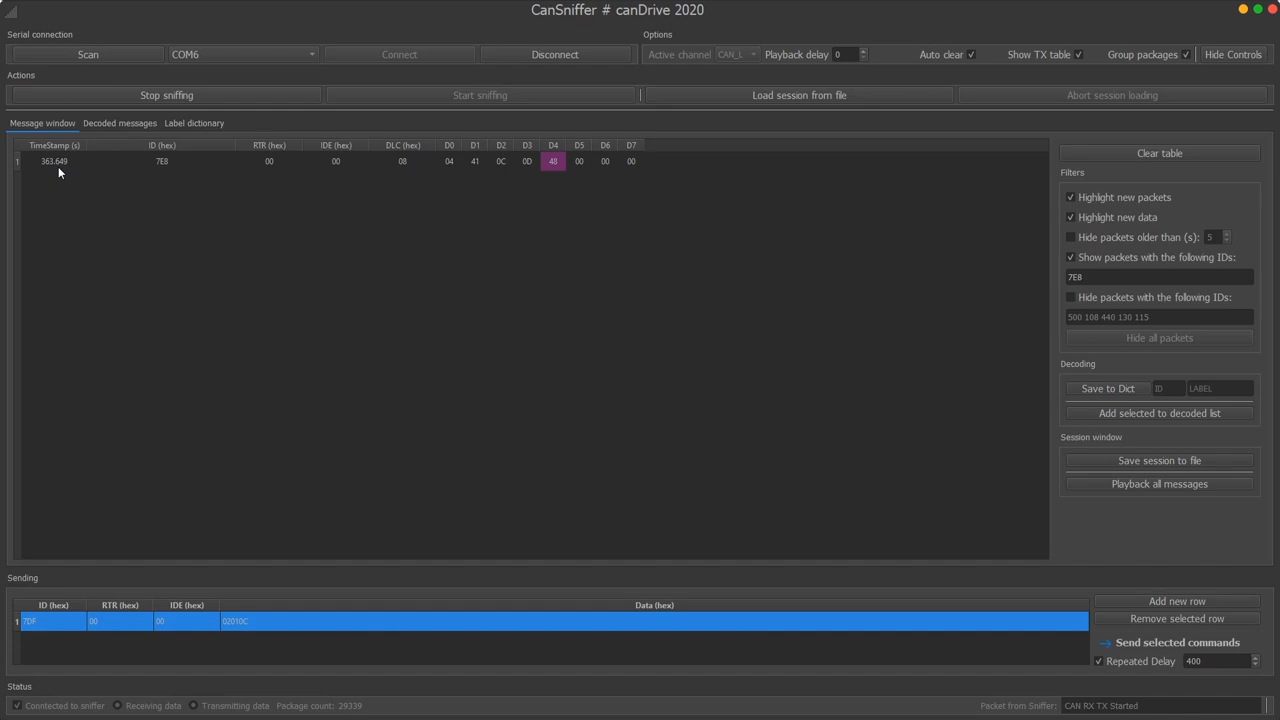 CanSniffer # canDrive 2020
Serial connection
Options
Scan COM6 Connect Disconnect Active channel CAN_L Playback delay 0 Auto clear Show TX table Group packages Hide Controls
Actions
Stop sniffing Start sniffing Load session from file Abort session loading
Message window Decoded messages Label dictionary
TimeStamp (s) ID (hex) RTR (hex) IDE (hex) DLC (hex) D0 D1 D2 D3 D4 D5 D6 D7
1 363.649 7E8 00 00 08 04 41 0C 0D 48 00 00 00
Clear table
Filters
Highlight new packets
Highlight new data
Hide packets older than (s): 5
Show packets with the following IDs:
7E8
Hide packets with the following IDs:
500 108 440 130 115
Hide all packets
Decoding
Save to Dict ID LABEL
Add selected to decoded list
Session window
Save session to file
Playback all messages
Sending
ID (hex) RTR (hex) IDE (hex) Data (hex)
1 7DF 00 00 02010C
Add new row
Remove selected row
Send selected commands
Repeated Delay 400
Status
Conntected to sniffer Receiving data Transmitting data Package count: 29339 Packet from Sniffer: CAN RX TX Started